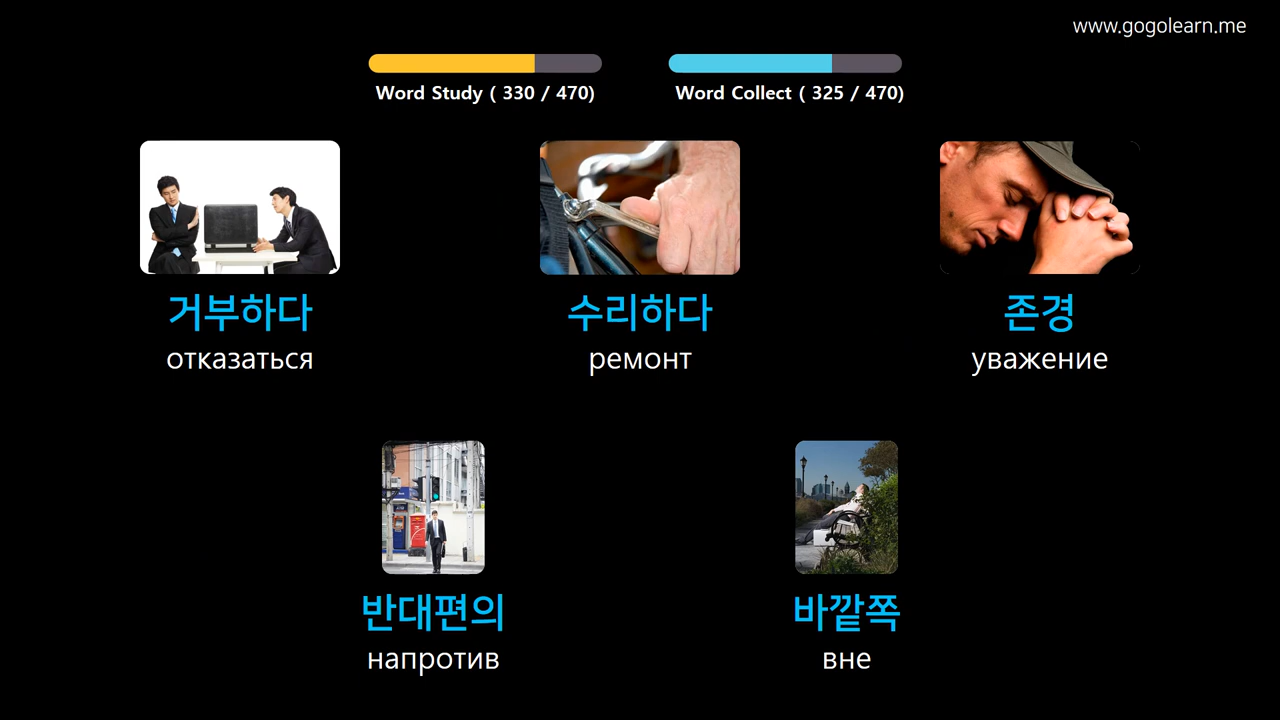 www.gogolearn.me
Word Study ( 330 / 470)
Word Collect ( 325 / 470)
거부하다
отказаться
수리하다
ремонт
존경
уважение
반대편의
напротив
바깥쪽
вне